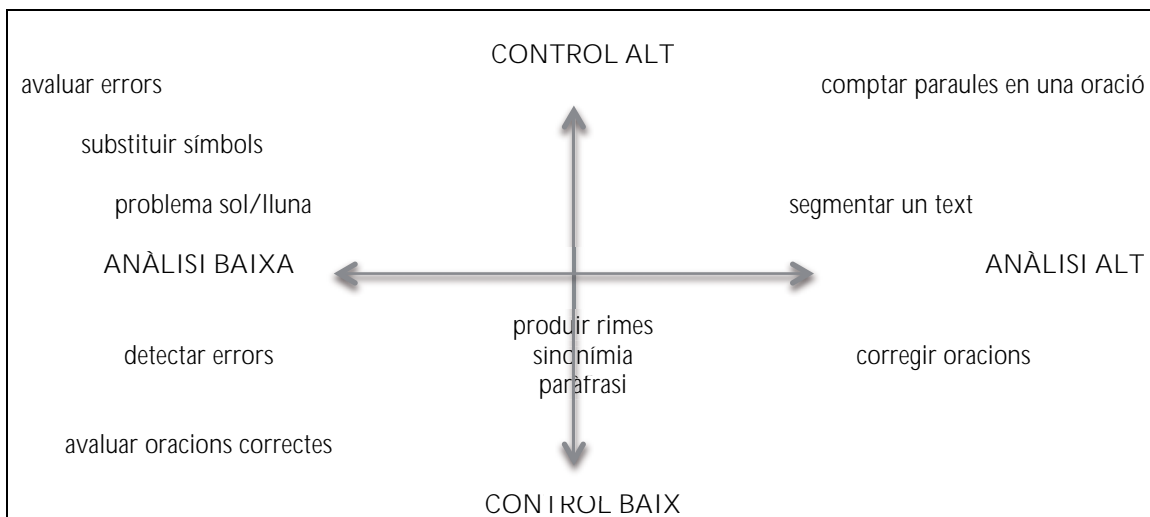 CONTROL ALT
avaluar errors
comptar paraules en una oració
substituir símbols
problema sol/lluna
segmentar un text
ANÀLISI BAIXA
ANÀLISI ALT
produir rimes
detectar errors
sinonímia
corregir oracions
paràfrasi
avaluar oracions correctes
CONTROL BAIX